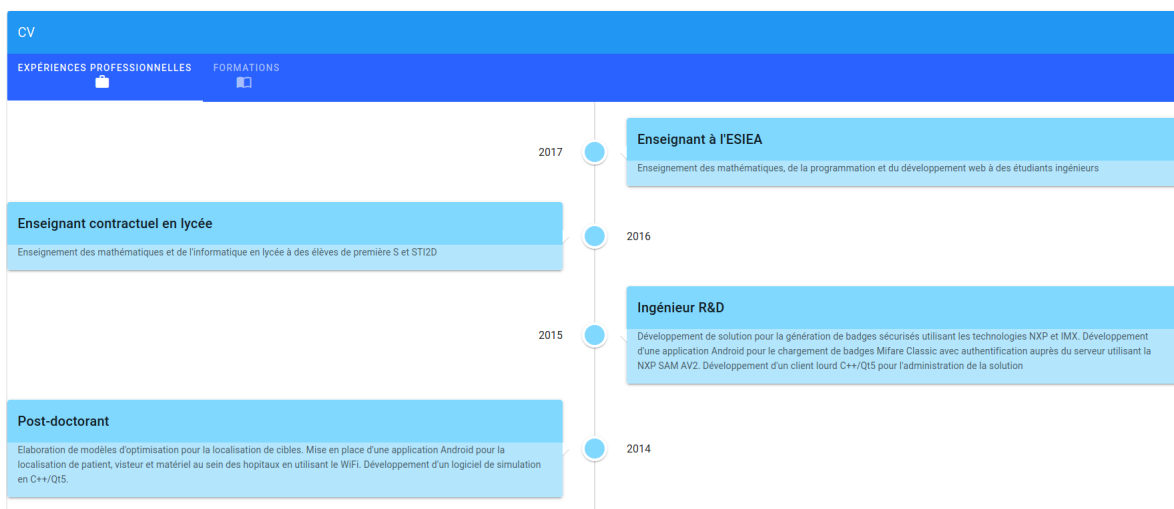 CV
EXPÉRIENCES PROFESSIONNELLES
FORMATIONS
2017
Enseignant à l'ESIEA
Enseignement des mathématiques, de la programmation et du développement web à des étudiants ingénieurs
Enseignant contractuel en lycée
Enseignement des mathématiques et de l'informatique en lycée à des élèves de première S et STI2D
2016
2015
Ingénieur R&D
Développement de solution pour la génération de badges sécurisés utilisant les technologies NXP et IMX. Développement
d'une application Android pour le chargement de badges Mifare Classic avec authentification auprès du serveur utilisant la
NXP SAM AV2. Développement d'un client lourd C++/Qt5 pour l'administration de la solution
Post-doctorant
Elaboration de modèles d'optimisation pour la localisation de cibles. Mise en place d'une application Android pour la
localisation de patient, visteur et matériel au sein des hopitaux en utilisant le WiFi. Développement d'un logiciel de simulation
en C++/Qt5.
2014